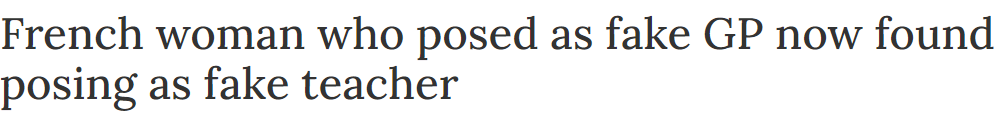 French woman who posed as fake GP now found
posing as fake teacher